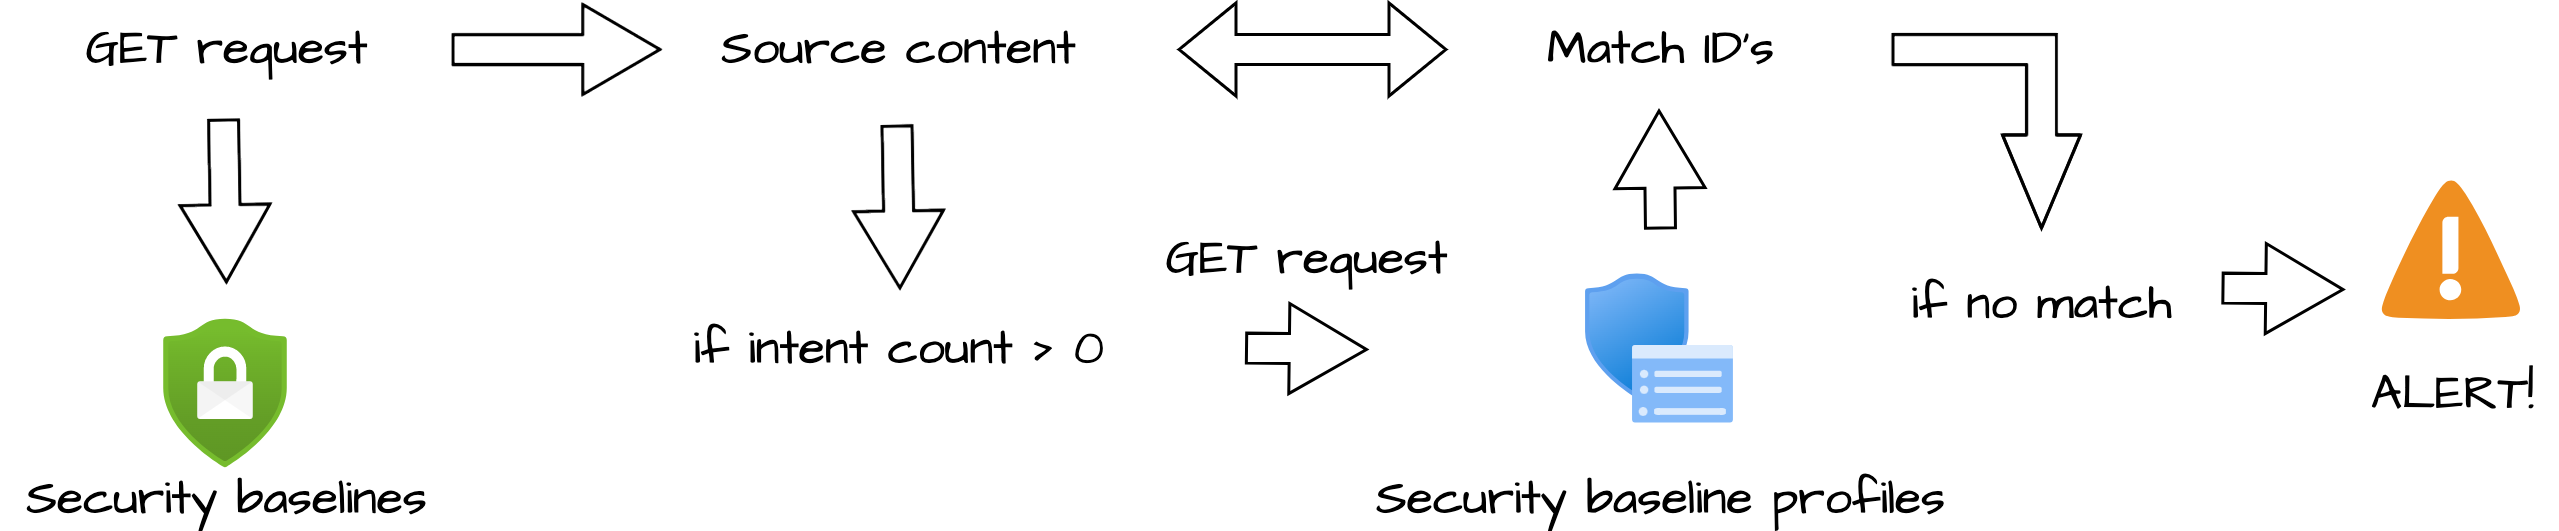 GET request
Source content
Match ID's
GET request
if no match
if intent count > 0
ALERT!
Security baselines
Security baseline profiles